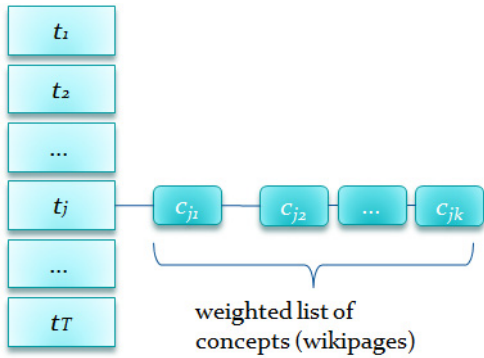 t1
t2
...
tj
cj1
cj2
...
cjk
...
tT
weighted list of
concepts (wikipages)